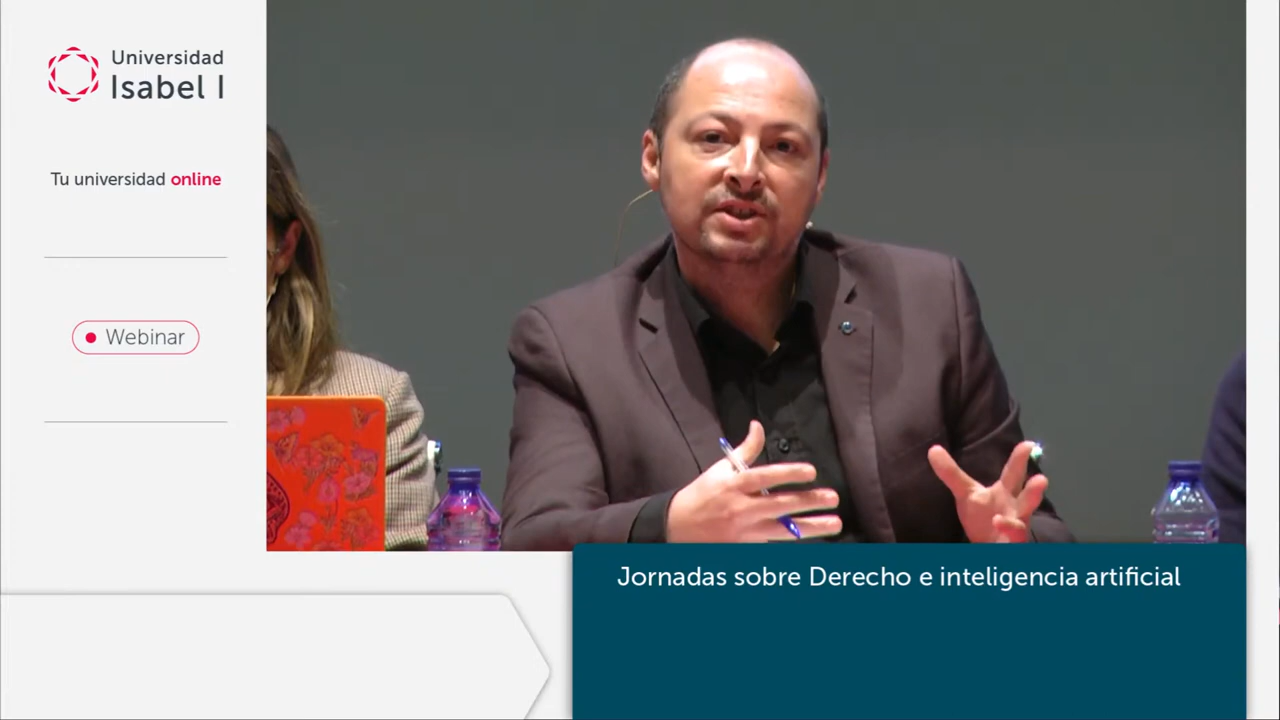 Universidad
Isabel I
Tu universidad online
Webinar
Jornadas sobre Derecho e inteligencia artificial